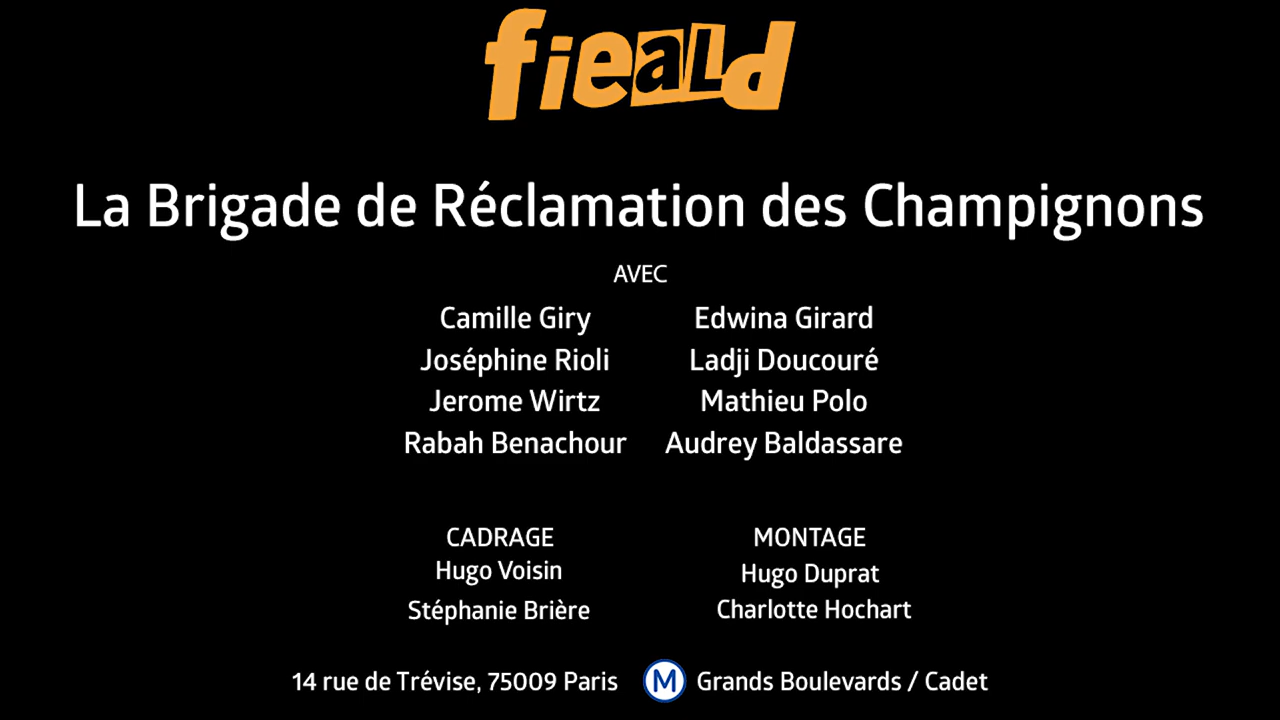 fieald
La Brigade de Réclamation des Champignons
AVEC
Camille Giry Edwina Girard
Joséphine Rioli Ladji Doucouré
Jerome Wirtz Mathieu Polo
Rabah Benachour Audrey Baldassare
CADRAGE
Hugo Voisin
Stéphanie Brière
MONTAGE
Hugo Duprat
Charlotte Hochart
14 rue de Trévise, 75009 Paris M Grands Boulevards / Cadet